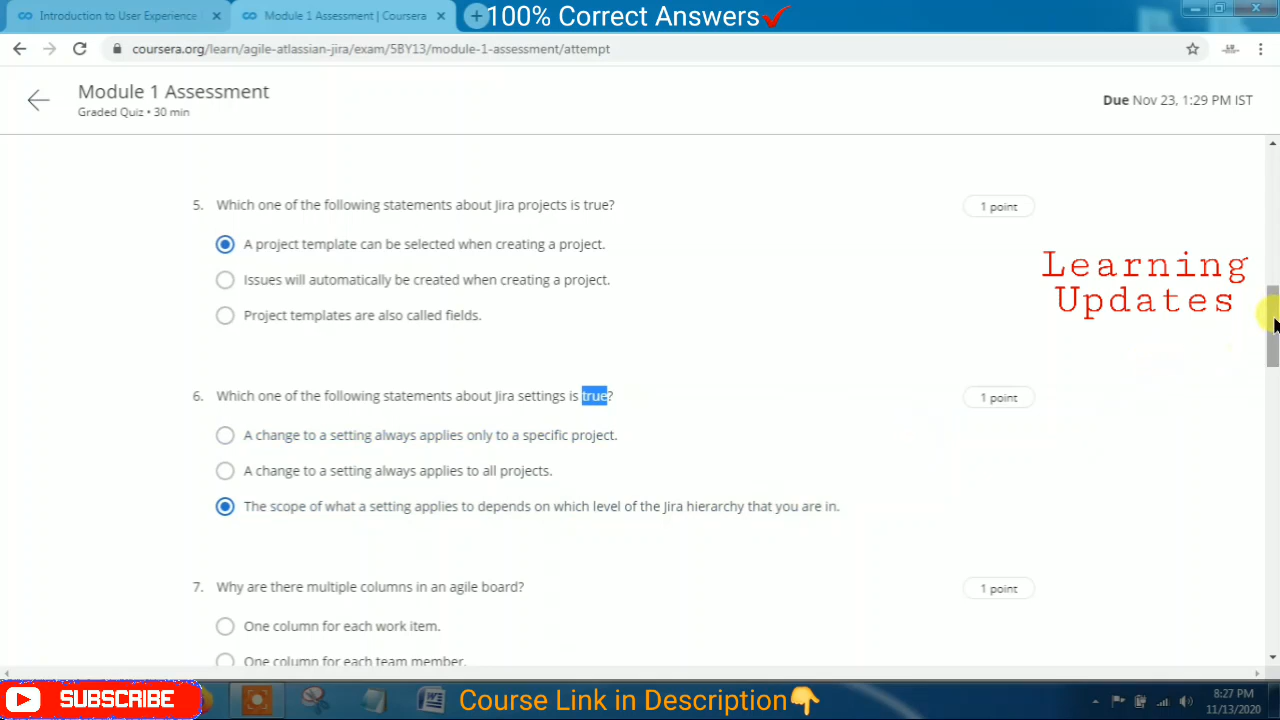 Introduction to User Experience
Module 1 Assessment | Coursera
100% Correct Answers
coursera.org/learn/agile-atlassian-jira/exam/5BY13/module-1-assessment/attempt
Module 1 Assessment
Graded Quiz • 30 min
Due Nov 23, 1:29 PM IST
5. Which one of the following statements about Jira projects is true?
1 point
A project template can be selected when creating a project.
Issues will automatically be created when creating a project.
Project templates are also called fields.
Learning
Updates
6. Which one of the following statements about Jira settings is true?
1 point
A change to a setting always applies only to a specific project.
A change to a setting always applies to all projects.
The scope of what a setting applies to depends on which level of the Jira hierarchy that you are in.
7. Why are there multiple columns in an agile board?
1 point
One column for each work item.
One column for each team member.
SUBSCRIBE
Course Link in Description
8:27 PM
11/13/2020